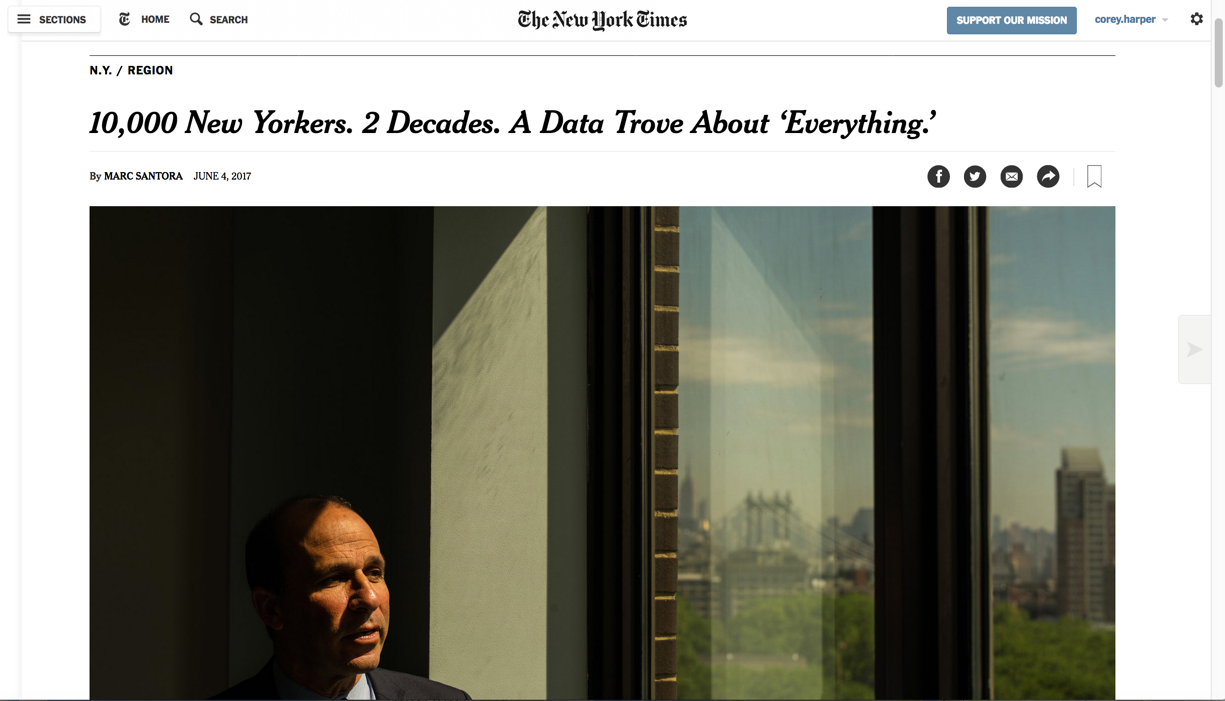 SECTIONS HOME SEARCH The New York Times SUPPORT OUR MISSION corey.harper
N.Y. / REGION
10,000 New Yorkers. 2 Decades. A Data Trove About ‘Everything.’
By MARC SANTORA JUNE 4, 2017